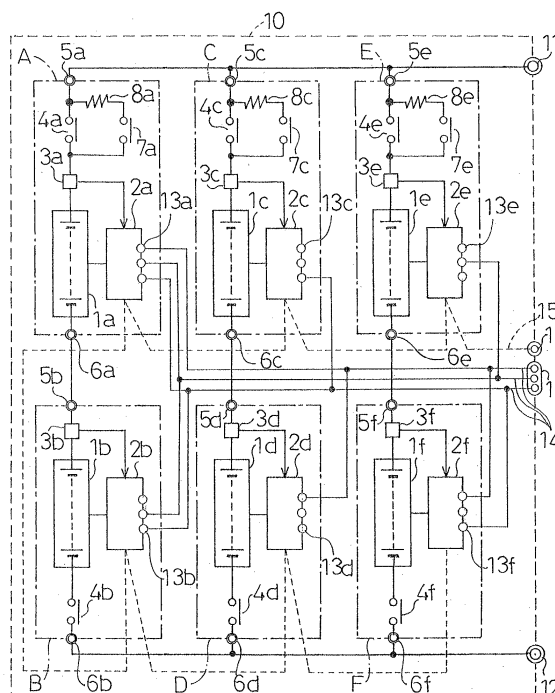 10
A 5a C 5c E 5e 11
8a 8c 8e
4a 7a 4c 7c 4e 7e
3a 2a 13a 3c 2c 13c 3e 2e 13e
1a 1c 1e
15
6a 6c 6e
5b 5d 5f
14
3b 1b 2b 3d 1d 2d 3f 1f 2f
13b 13d 13f
4b 4d 4f
B 6b D 6d F 6f